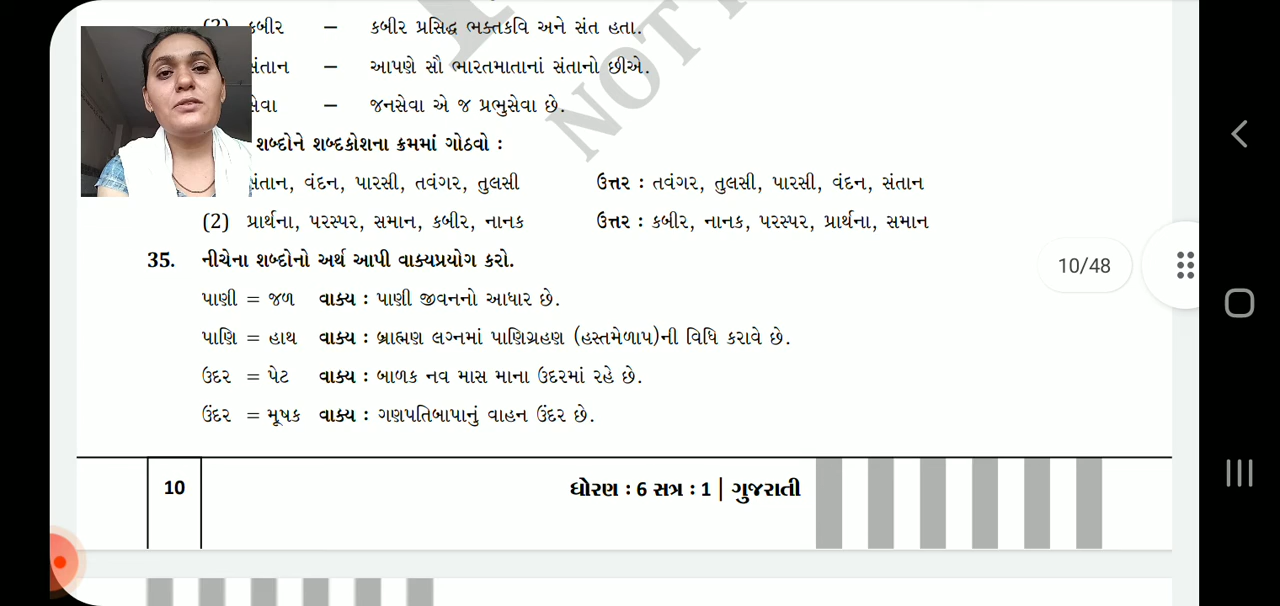 કબીર – કબીર પ્રસિદ્ધ ભક્તકવિ અને સંત હતા.
સંતાન – આપણે સૌ ભારતમાતાનાં સંતાનો છીએ.
સેવા – જનસેવા એ જ પ્રભુસેવા છે.
શબ્દોને શબ્દકોશના ક્રમમાં ગોઠવો :
સંતાન, વંદન, પારસી, તવંગર, તુલસી ઉત્તર : તવંગર, તુલસી, પારસી, વંદન, સંતાન
(2) પ્રાર્થના, પરસ્પર, સમાન, કબીર, નાનક ઉત્તર : કબીર, નાનક, પરસ્પર, પ્રાર્થના, સમાન
35. નીચેના શબ્દોનો અર્થ આપી વાક્યપ્રયોગ કરો.
પાણી = જળ વાક્ય : પાણી જીવનનો આધાર છે.
પાણિ = હાથ વાક્ય : બ્રાહ્મણ લગ્નમાં પાણિગ્રહણ (હસ્તમેળાપ)ની વિધિ કરાવે છે.
ઉદર = પેટ વાક્ય : બાળક નવ માસ માના ઉદરમાં રહે છે.
ઉંદર = મૂષક વાક્ય : ગણપતિબાપાનું વાહન ઉંદર છે.
10 ધોરણ : 6 સત્ર : 1 | ગુજરાતી
10/48
NOT